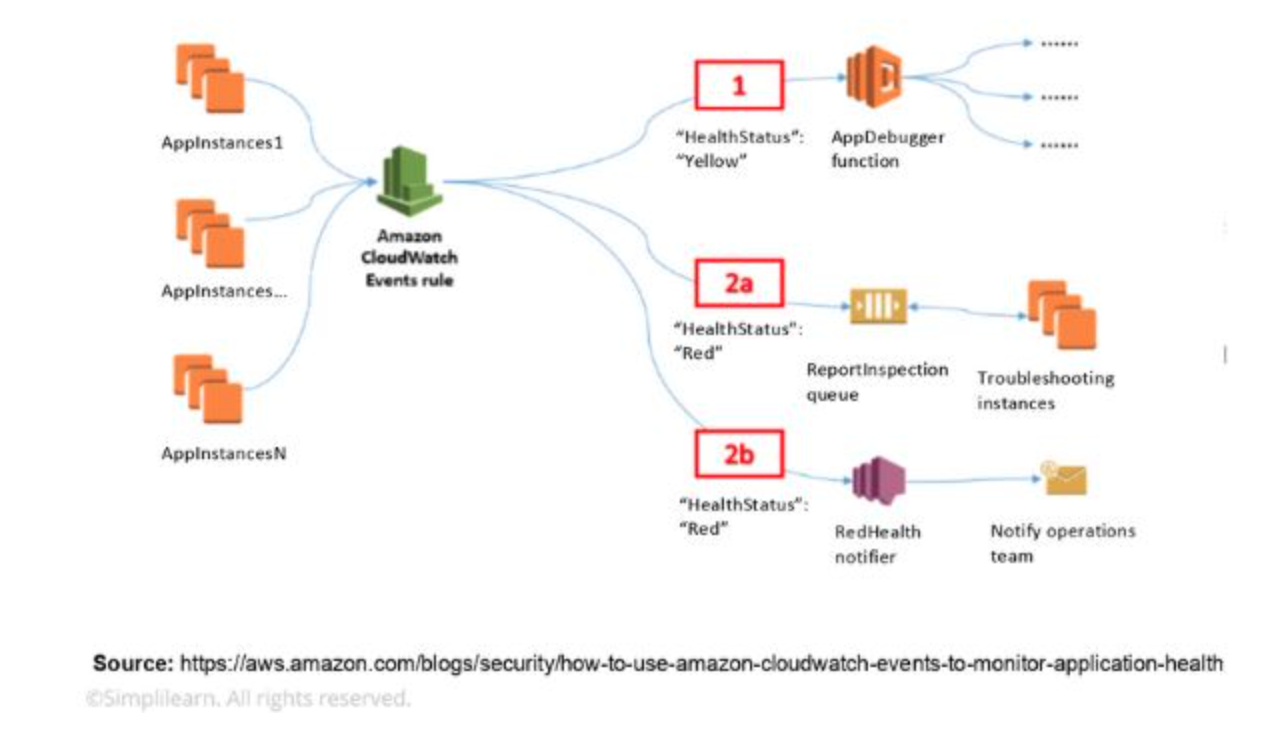 AppInstances1
AppInstances...
AppInstancesN
Amazon
CloudWatch
Events rule
1
“HealthStatus”:
“Yellow”
AppDebugger
function
......
......
......
2a
“HealthStatus”:
“Red”
ReportInspection
queue
Troubleshooting
instances
2b
“HealthStatus”:
“Red”
RedHealth
notifier
Notify operations
team
Source: https://aws.amazon.com/blogs/security/how-to-use-amazon-cloudwatch-events-to-monitor-application-health
©Simplilearn. All rights reserved.